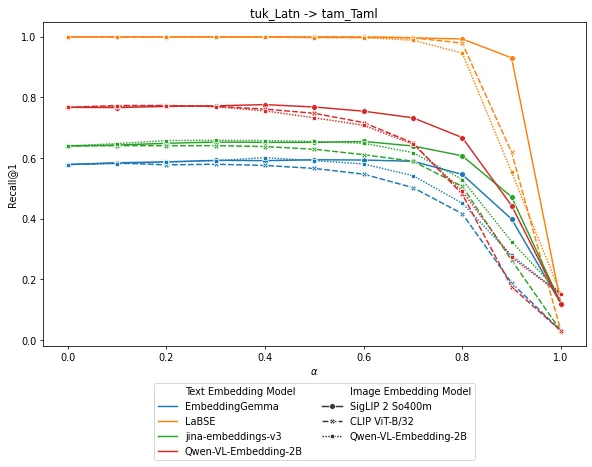 tuk_Latn -> tam_Taml
1.0
0.8
0.6
0.4
0.2
0.0
Recall@1
0.0 0.2 0.4 0.6 0.8 1.0
α
Text Embedding Model Image Embedding Model
EmbeddingGemma SigLIP 2 So400m
LaBSE CLIP ViT-B/32
jina-embeddings-v3 Qwen-VL-Embedding-2B
Qwen-VL-Embedding-2B